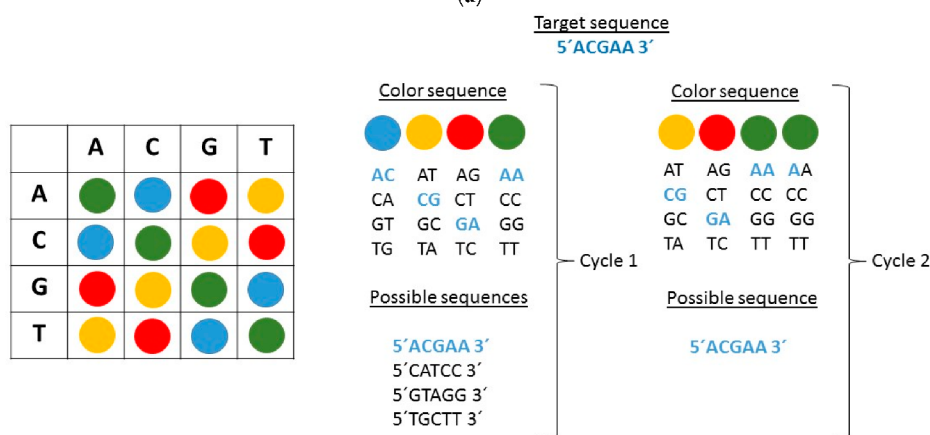 (a)
Target sequence
5´ACGAA 3´
A C G T
A
C
G
T
Color sequence
AC AT AG AA
CA CG CT CC
GT GC GA GG
TG TA TC TT
Possible sequences
5´ACGAA 3´
5´CATCC 3´
5´GTAGG 3´
5´TGCTT 3´
Cycle 1
Color sequence
AT AG AA AA
CG CT CC CC
GC GA GG GG
TA TC TT TT
Possible sequence
5´ACGAA 3´
Cycle 2